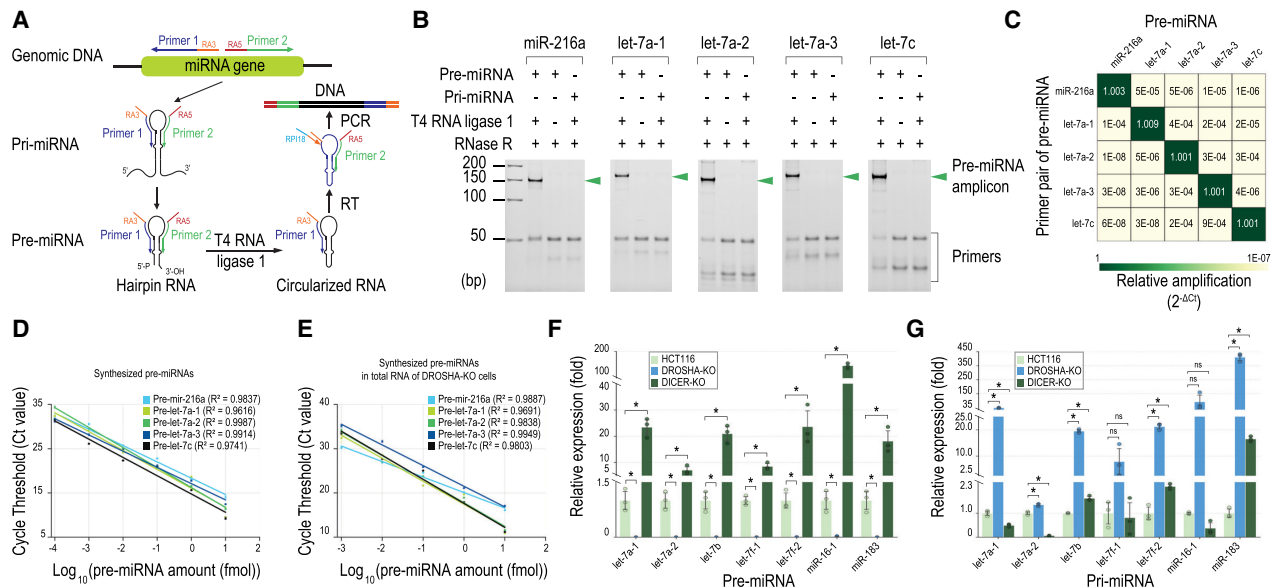 A
Genomic DNA
Primer 1
RA3
RA5
Primer 2
miRNA gene
Pri-miRNA
RA3
RA5
Primer 1
Primer 2
5'
3'
Pre-miRNA
RA3
RA5
Primer 1
Primer 2
5'-P
3'-OH
Hairpin RNA
T4 RNA
ligase 1
DNA
PCR
RPI18
RA5
Primer 2
RT
RA3
Primer 1
Circularized RNA
B
miR-216a let-7a-1 let-7a-2 let-7a-3 let-7c
Pre-miRNA + + - + + - + + - + + - + + -
Pri-miRNA - - + - - + - - + - - + - - +
T4 RNA ligase 1 + - + + - + + - + + - + + - +
RNase R + + + + + + + + + + + + + + +
200
150
50
(bp)
Pre-miRNA
amplicon
Primers
C
Pre-miRNA
miR-216a
let-7a-1
let-7a-2
let-7a-3
let-7c
Primer pair of pre-miRNA
miR-216a 1.003 5E-05 5E-06 1E-05 1E-06
let-7a-1 1E-04 1.009 4E-04 2E-04 2E-05
let-7a-2 1E-08 5E-06 1.001 3E-04 3E-04
let-7a-3 3E-08 3E-06 3E-04 1.001 4E-06
let-7c 6E-08 3E-08 2E-04 9E-04 1.001
1 1E-07
Relative amplification
(2-ΔCt)
D
Synthesized pre-miRNAs
Cycle Threshold (Ct value)
Pre-mir-216a (R² = 0.9837)
Pre-let-7a-1 (R² = 0.9616)
Pre-let-7a-2 (R² = 0.9987)
Pre-let-7a-3 (R² = 0.9914)
Pre-let-7c (R² = 0.9741)
35
25
15
5
-4 -3 -2 -1 0 1 2
Log10(pre-miRNA amount (fmol))
E
Synthesized pre-miRNAs
in total RNA of DROSHA-KO cells
Cycle Threshold (Ct value)
Pre-mir-216a (R² = 0.9887)
Pre-let-7a-1 (R² = 0.9691)
Pre-let-7a-2 (R² = 0.9838)
Pre-let-7a-3 (R² = 0.9949)
Pre-let-7c (R² = 0.9803)
40
30
20
10
-3 -2 -1 0 1 2
Log10(pre-miRNA amount (fmol))
F
Relative expression (fold)
HCT116
DROSHA-KO
DICER-KO
200
100
30
20
10
5
1.5
0
* * * * * * *
* * * * * * *
let-7a-1
let-7a-2
let-7b
let-7f-1
let-7f-2
miR-16-1
miR-183
Pre-miRNA
G
Relative expression (fold)
HCT116
DROSHA-KO
DICER-KO
450
350
250
150
50
25.0
17.5
10.0
2.5
2.3
1.0
0
* * * * * * ns ns * * ns ns * *
let-7a-1
let-7a-2
let-7b
let-7f-1
let-7f-2
miR-16-1
miR-183
Pri-miRNA